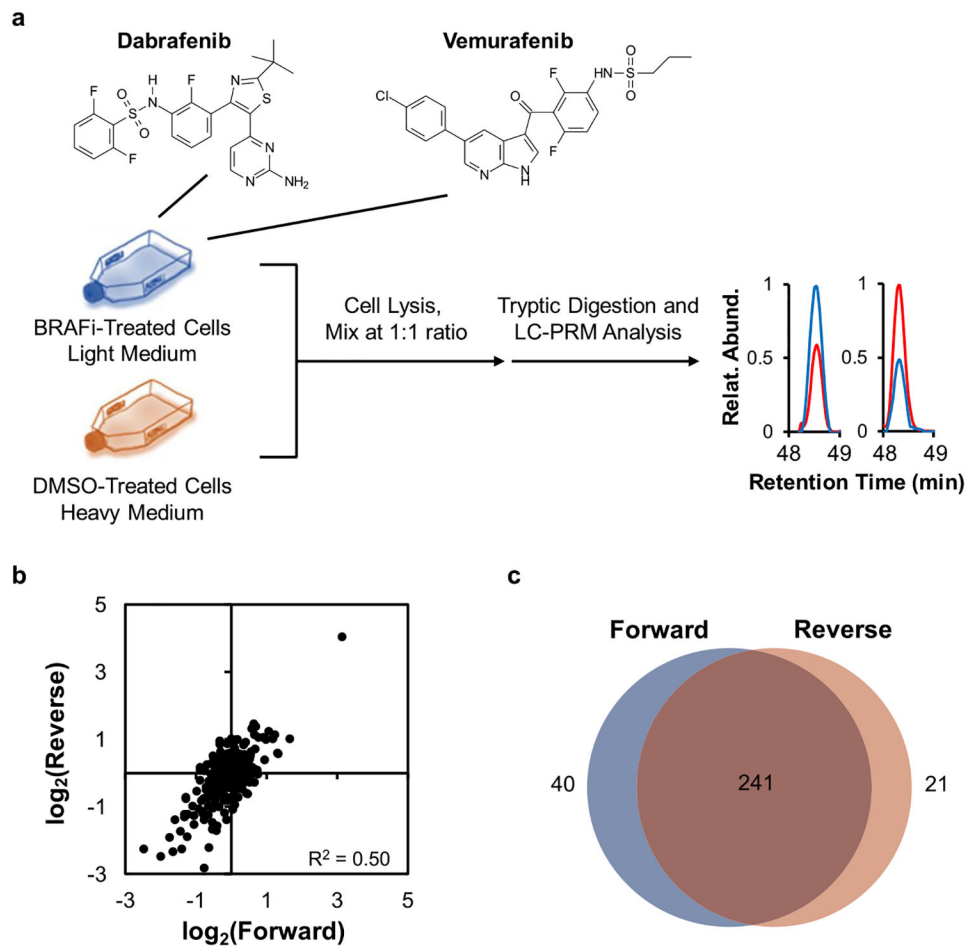 a
Dabrafenib
Vemurafenib
F
S
O
O
N
H
F
F
N
S
N
N
NH2
Cl
N
N
H
O
F
F
HN
S
O
O
BRAFi-Treated Cells
Light Medium
DMSO-Treated Cells
Heavy Medium
Cell Lysis,
Mix at 1:1 ratio
Tryptic Digestion and
LC-PRM Analysis
Relat. Abund.
1
0.5
0
48
49
1
0.5
0
48
49
Retention Time (min)
b
log2(Reverse)
5
3
1
-1
-3
-3
-1
1
3
5
R² = 0.50
log2(Forward)
c
Forward
Reverse
40
241
21